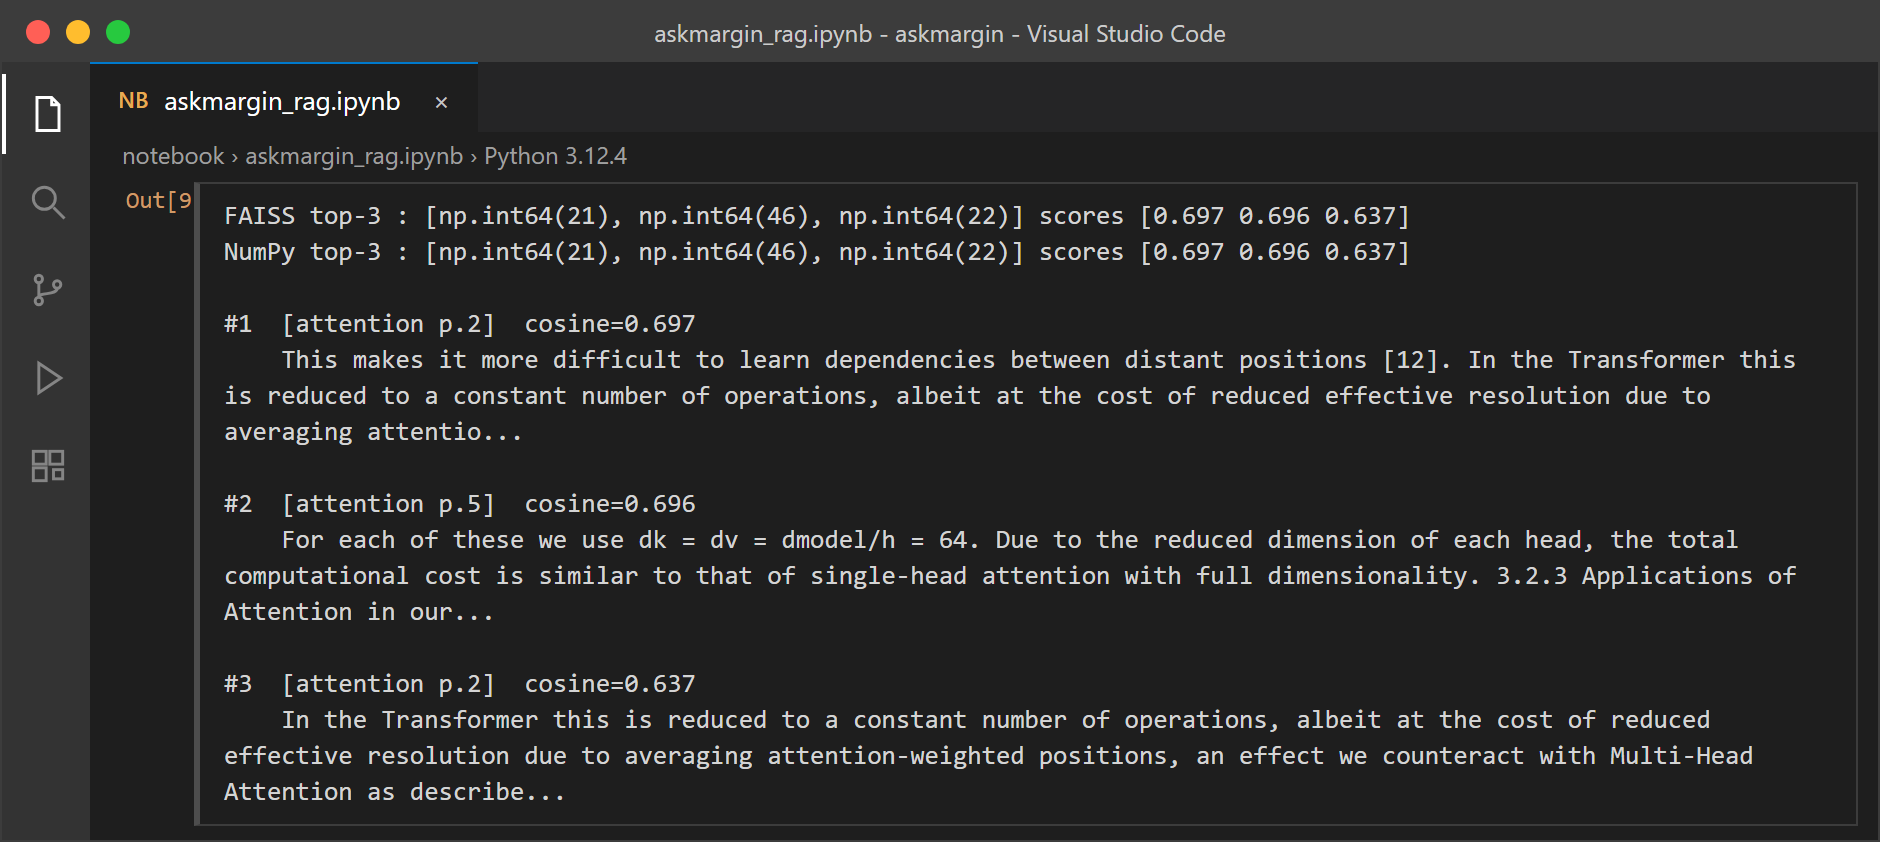 askmargin_rag.ipynb - askmargin - Visual Studio Code
NB askmargin_rag.ipynb ×
notebook › askmargin_rag.ipynb › Python 3.12.4
Out[9
FAISS top-3 : [np.int64(21), np.int64(46), np.int64(22)] scores [0.697 0.696 0.637]
NumPy top-3 : [np.int64(21), np.int64(46), np.int64(22)] scores [0.697 0.696 0.637]
#1  [attention p.2]  cosine=0.697
This makes it more difficult to learn dependencies between distant positions [12]. In the Transformer this
is reduced to a constant number of operations, albeit at the cost of reduced effective resolution due to
averaging attentio...
#2  [attention p.5]  cosine=0.696
For each of these we use dk = dv = dmodel/h = 64. Due to the reduced dimension of each head, the total
computational cost is similar to that of single-head attention with full dimensionality. 3.2.3 Applications of
Attention in our...
#3  [attention p.2]  cosine=0.637
In the Transformer this is reduced to a constant number of operations, albeit at the cost of reduced
effective resolution due to averaging attention-weighted positions, an effect we counteract with Multi-Head
Attention as describe...